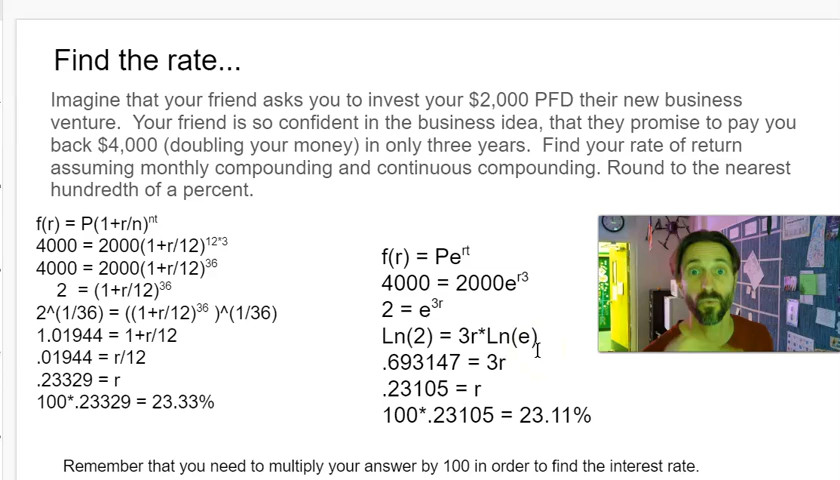 Find the rate...
Imagine that your friend asks you to invest your $2,000 PFD their new business
venture.  Your friend is so confident in the business idea, that they promise to pay you
back $4,000 (doubling your money) in only three years.  Find your rate of return
assuming monthly compounding and continuous compounding. Round to the nearest
hundredth of a percent.
f(r) = P(1+r/n)ⁿᵗ
4000 = 2000(1+r/12)¹²*³
4000 = 2000(1+r/12)³⁶
2  = (1+r/12)³⁶
2^(1/36) = ((1+r/12)³⁶ )^(1/36)
1.01944 = 1+r/12
.01944 = r/12
.23329 = r
100*.23329 = 23.33%
f(r) = Peʳᵗ
4000 = 2000eʳ³
2 = e³ʳ
Ln(2) = 3r*Ln(e)
.693147 = 3r
.23105 = r
100*.23105 = 23.11%
Remember that you need to multiply your answer by 100 in order to find the interest rate.